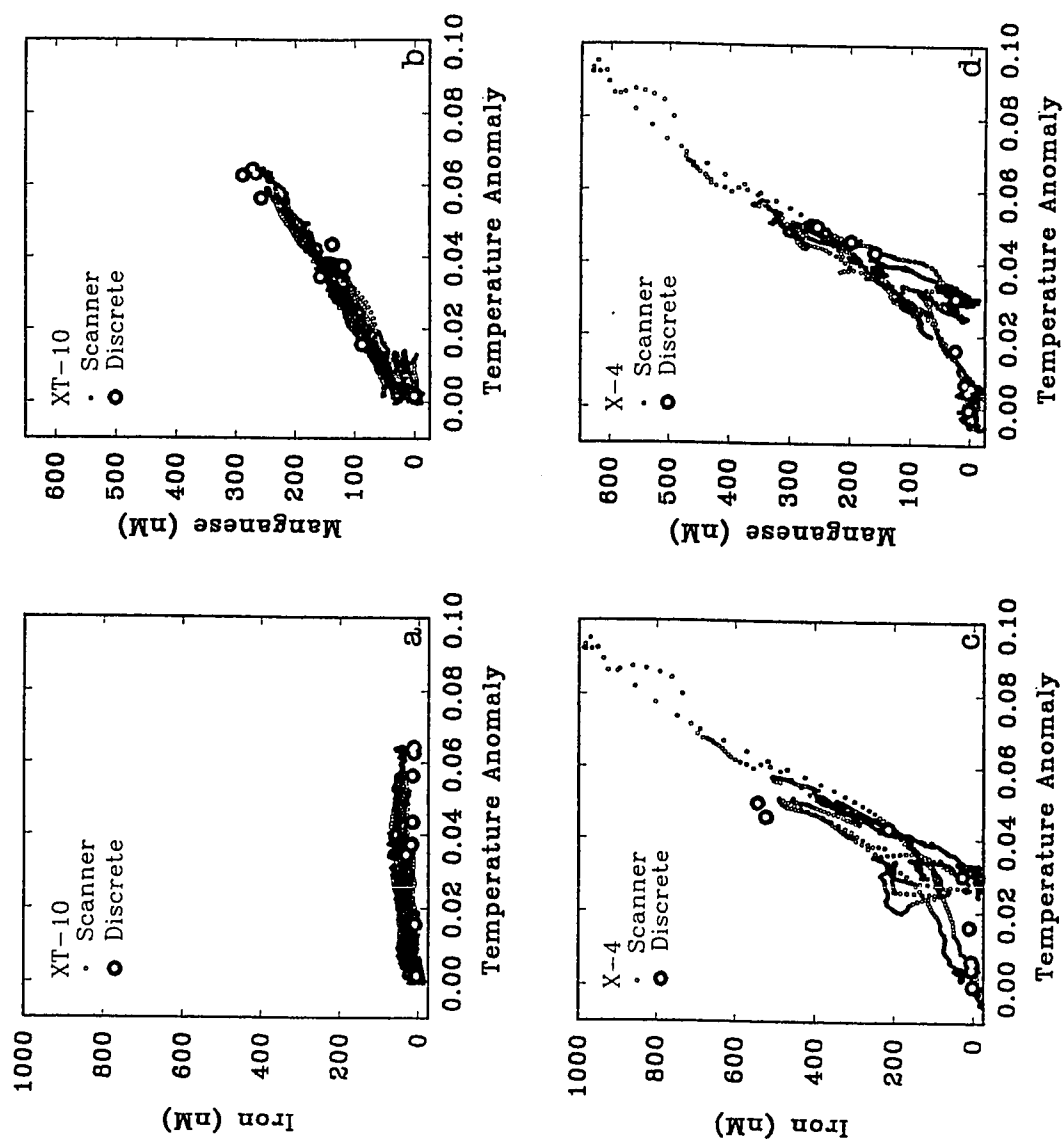 XT-10
Scanner
Discrete
1000
800
600
400
200
0
Iron (nM)
0.00 0.02 0.04 0.06 0.08 0.10
Temperature Anomaly
a
XT-10
Scanner
Discrete
600
500
400
300
200
100
0
Manganese (nM)
0.00 0.02 0.04 0.06 0.08 0.10
Temperature Anomaly
b
X-4
Scanner
Discrete
1000
800
600
400
200
0
Iron (nM)
0.00 0.02 0.04 0.06 0.08 0.10
Temperature Anomaly
c
X-4
Scanner
Discrete
600
500
400
300
200
100
0
Manganese (nM)
0.00 0.02 0.04 0.06 0.08 0.10
Temperature Anomaly
d